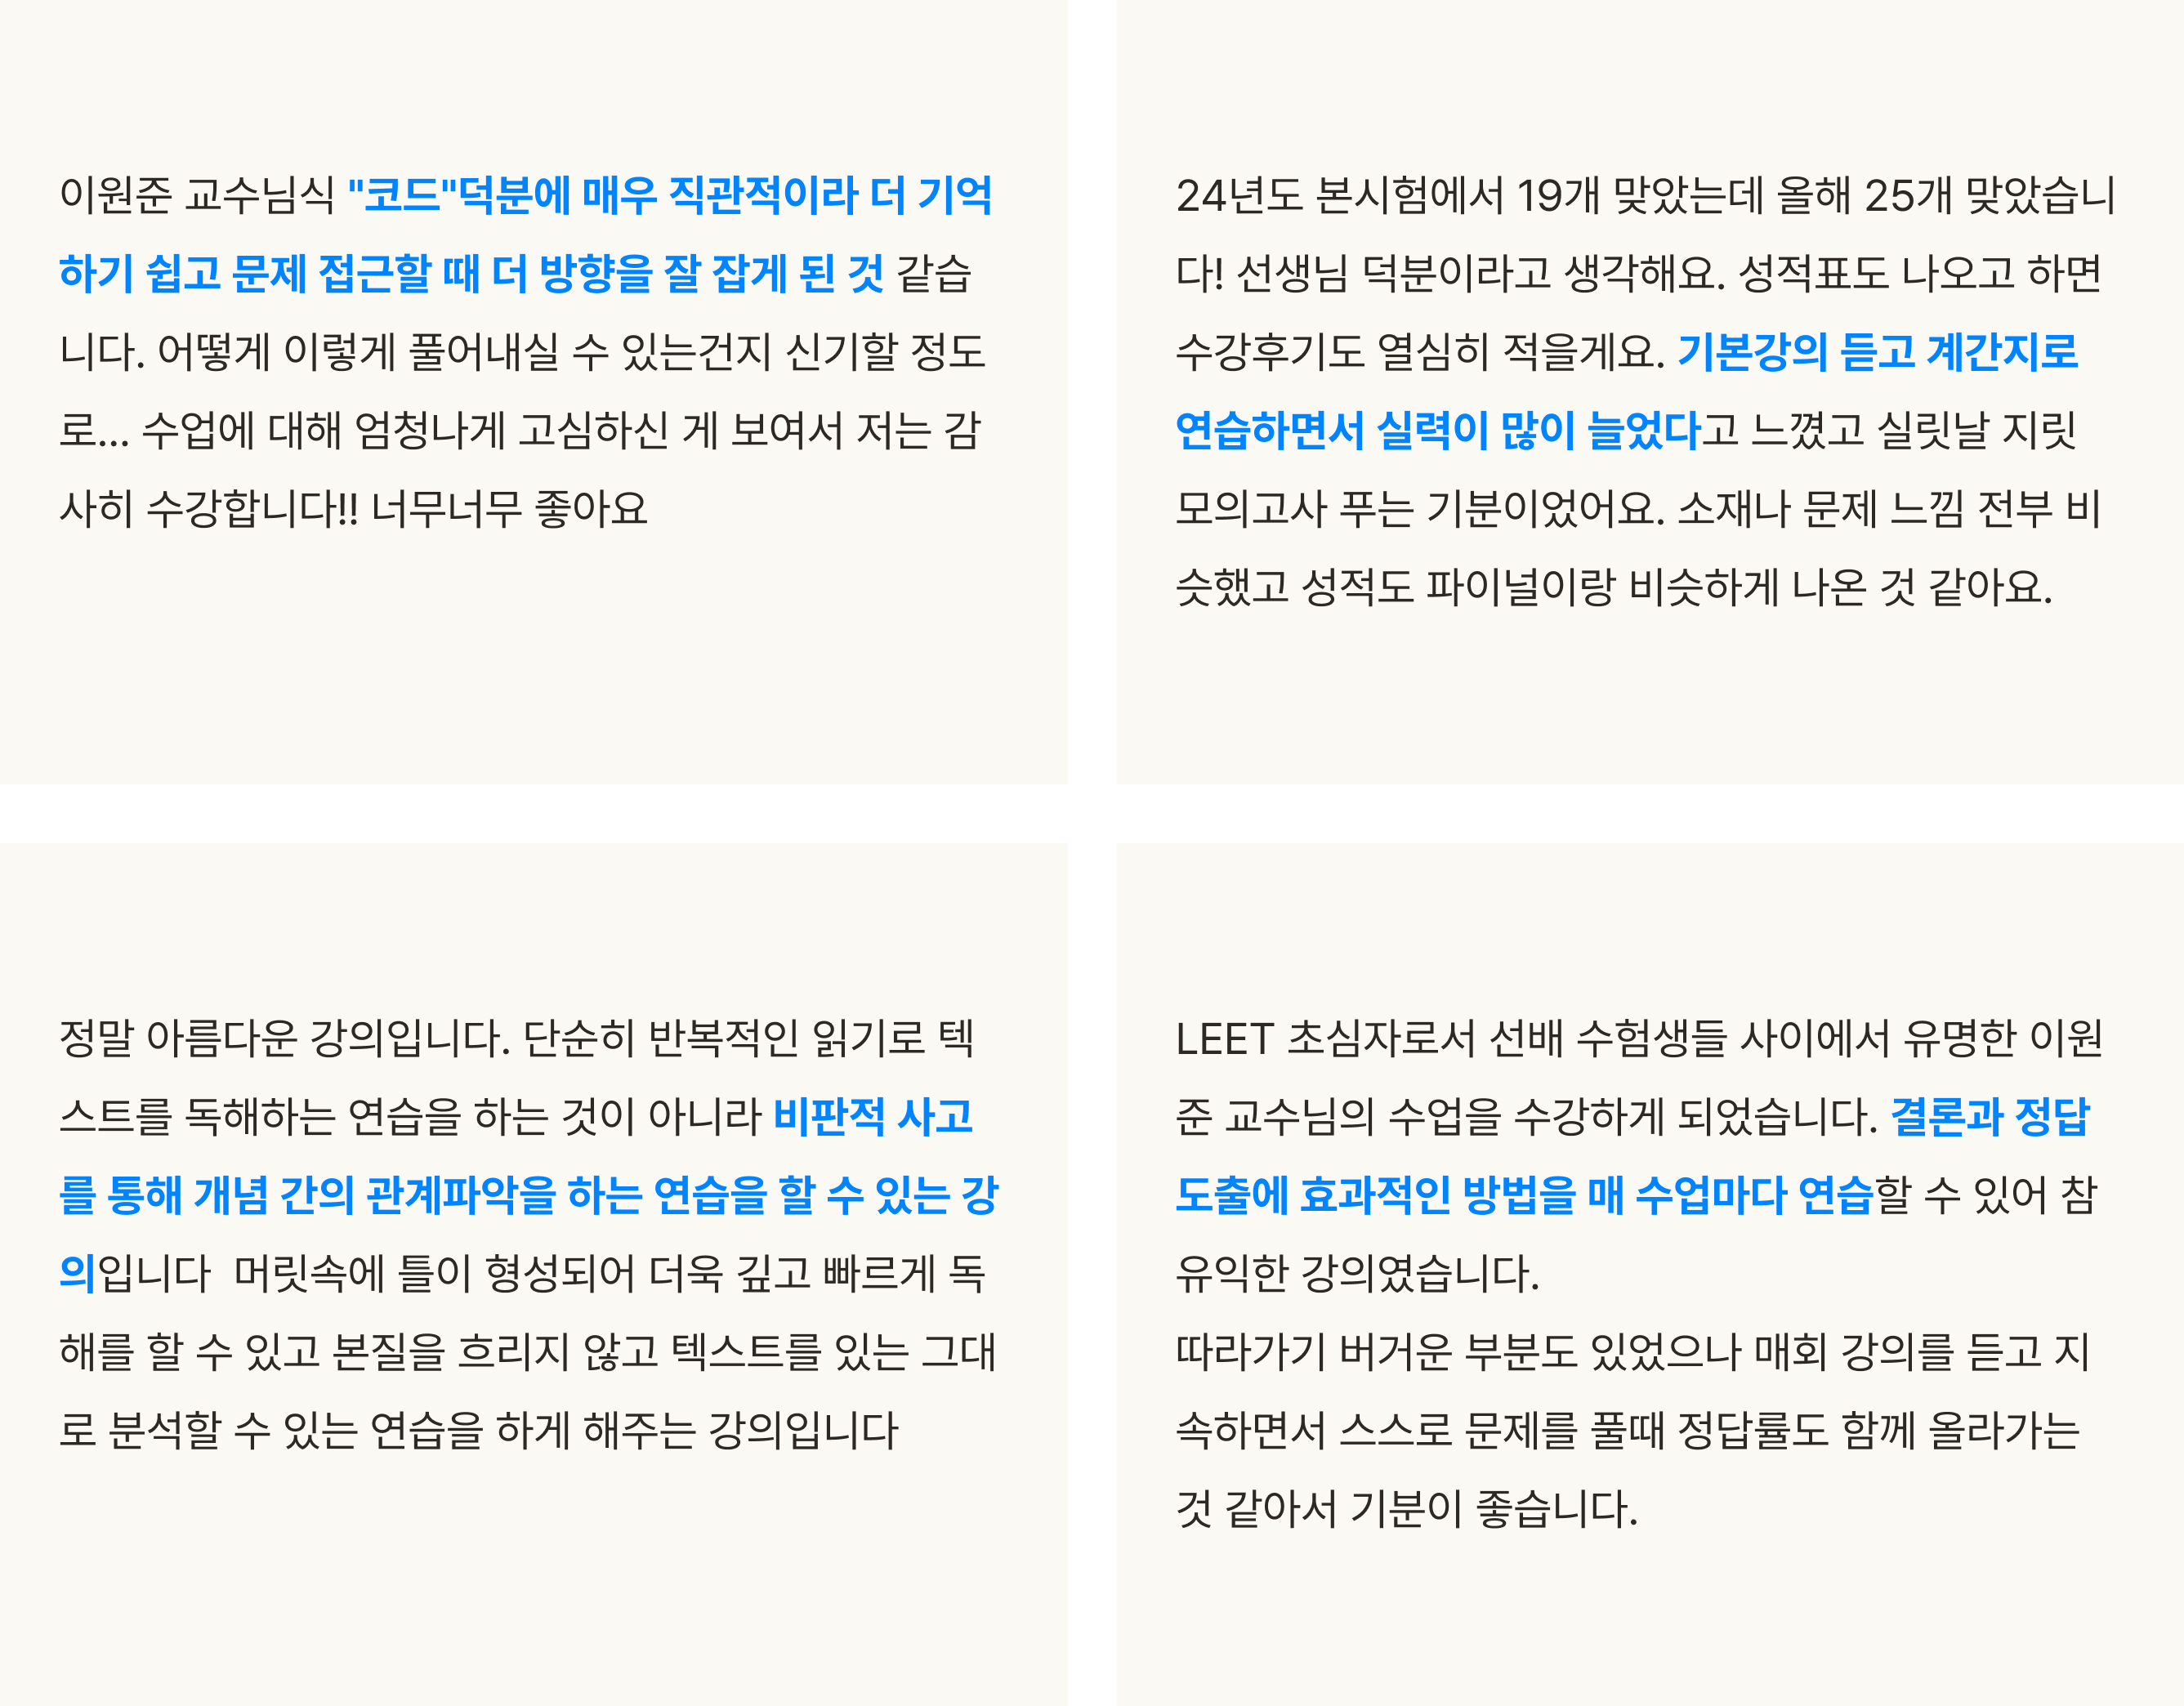 이원준 교수님식 "코드"덕분에 매우 직관적이라 더 기억
하기 쉽고 문제 접근할 때 더 방향을 잘 잡게 된 것 같습
니다. 어떻게 이렇게 풀어내실 수 있는건지 신기할 정도
로... 수업에 대해 엄청나게 고심하신 게 보여서 저는 감
사히 수강합니다!! 너무너무 좋아요
24년도 본시험에서 19개 맞았는데 올해 25개 맞았습니
다! 선생님 덕분이라고 생각해요. 성적표도 나오고 하면
수강후기도 열심히 적을게요. 기본강의 듣고 계간지로
연습하면서 실력이 많이 늘었다고 느꼈고 실릿날 지릿
모의고사 푸는 기분이었어요. 소재나 문제 느낌 전부 비
슷했고 성적도 파이널이랑 비슷하게 나온 것 같아요.
정말 아름다운 강의입니다. 단순히 반복적인 읽기로 텍
스트를 독해하는 연습을 하는 것이 아니라 비판적 사고
를 통해 개념 간의 관계파악을 하는 연습을 할 수 있는 강
의입니다  머릿속에 틀이 형성되어 더욱 깊고 빠르게 독
해를 할 수 있고 본질을 흐리지 않고 텍스트를 있는 그대
로 분석할 수 있는 연습을 하게 해주는 강의입니다
LEET 초심자로서 선배 수험생들 사이에서 유명한 이원
준 교수님의 수업을 수강하게 되었습니다. 결론과 정답
도출에 효과적인 방법을 매 수업마다 연습할 수 있어 참
유익한 강의였습니다.
따라가기 버거운 부분도 있었으나 매회 강의를 듣고 지
속하면서 스스로 문제를 풀때 정답률도 함께 올라가는
것 같아서 기분이 좋습니다.